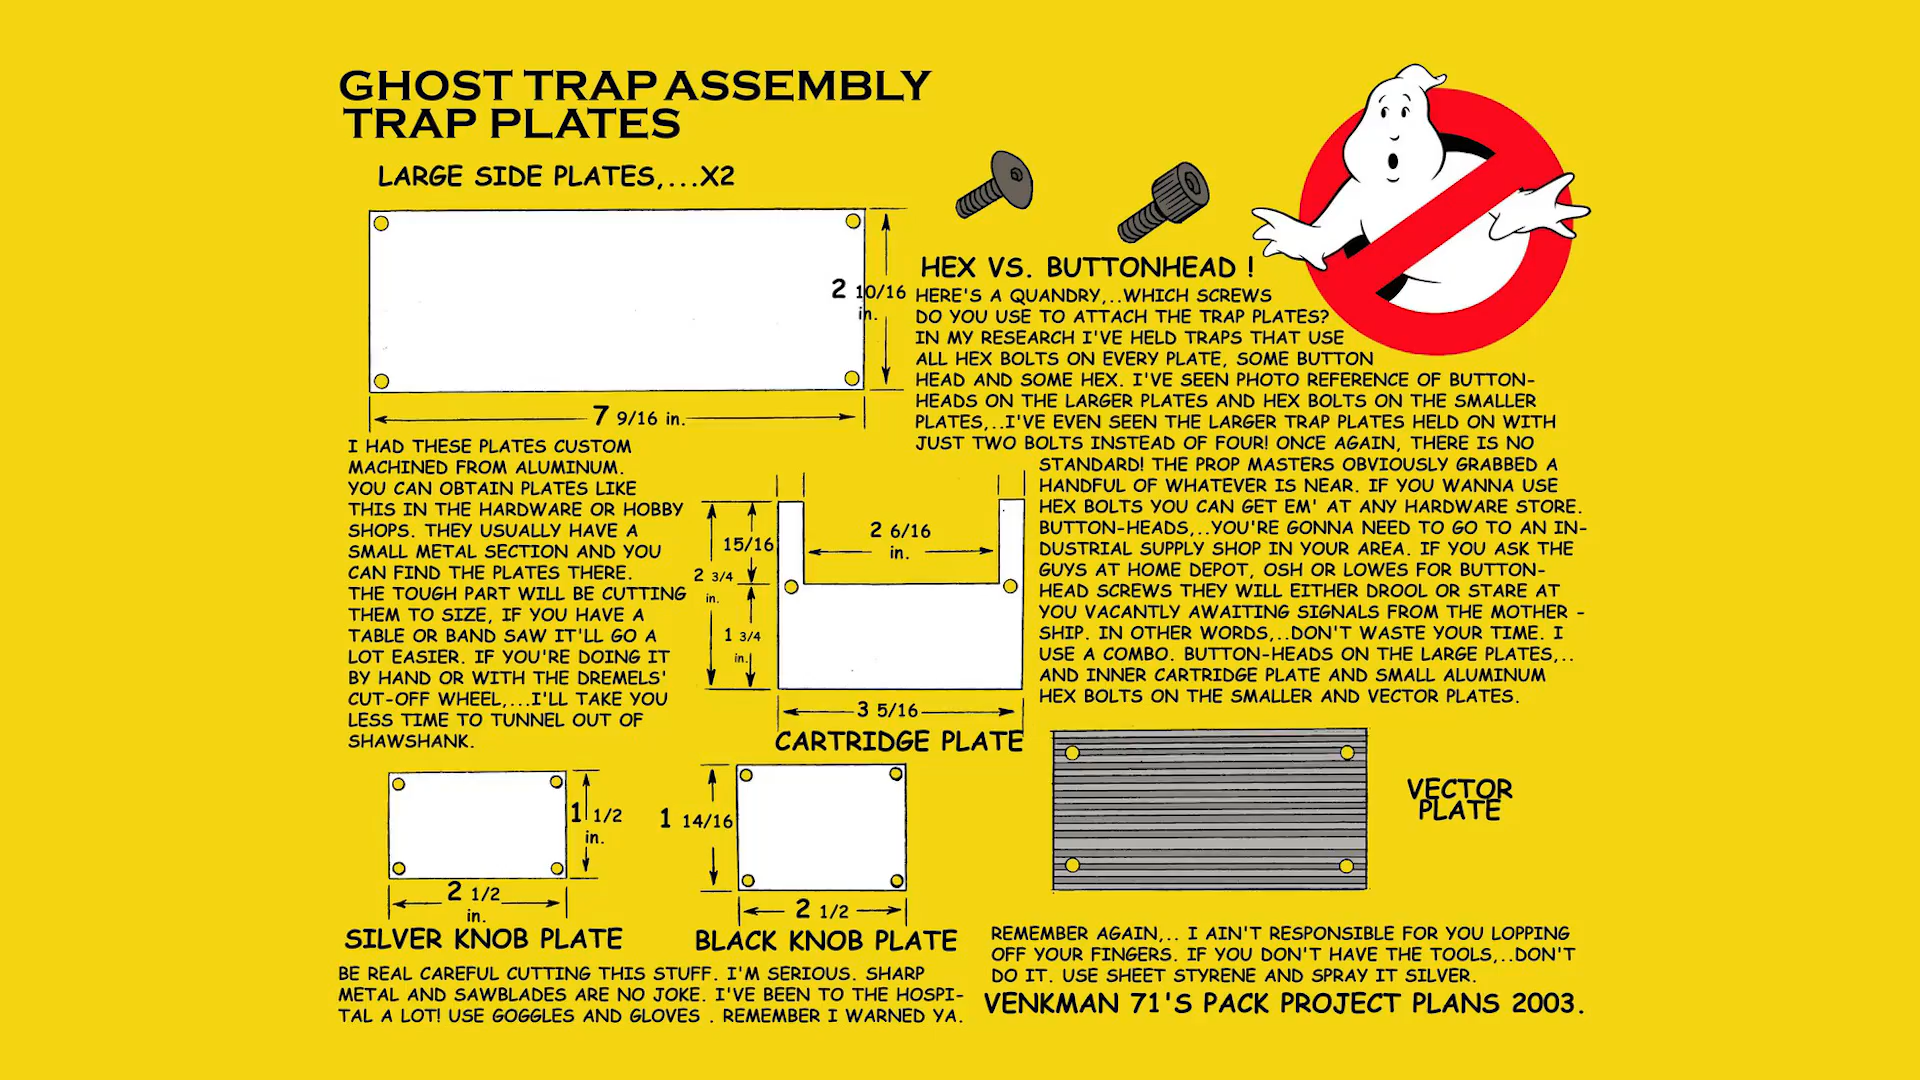 GHOST TRAP ASSEMBLY
TRAP PLATES
LARGE SIDE PLATES,...X2
2 10/16
in.
7 9/16 in.
HEX VS. BUTTONHEAD !
HERE'S A QUANDRY,..WHICH SCREWS
DO YOU USE TO ATTACH THE TRAP PLATES?
IN MY RESEARCH I'VE HELD TRAPS THAT USE
ALL HEX BOLTS ON EVERY PLATE, SOME BUTTON
HEAD AND SOME HEX. I'VE SEEN PHOTO REFERENCE OF BUTTON-
HEADS ON THE LARGER PLATES AND HEX BOLTS ON THE SMALLER
PLATES,..I'VE EVEN SEEN THE LARGER TRAP PLATES HELD ON WITH
JUST TWO BOLTS INSTEAD OF FOUR! ONCE AGAIN, THERE IS NO
STANDARD! THE PROP MASTERS OBVIOUSLY GRABBED A
HANDFUL OF WHATEVER IS NEAR. IF YOU WANNA USE
HEX BOLTS YOU CAN GET EM' AT ANY HARDWARE STORE.
BUTTON-HEADS,..YOU'RE GONNA NEED TO GO TO AN IN-
DUSTRIAL SUPPLY SHOP IN YOUR AREA. IF YOU ASK THE
GUYS AT HOME DEPOT, OSH OR LOWES FOR BUTTON-
HEAD SCREWS THEY WILL EITHER DROOL OR STARE AT
YOU VACANTLY AWAITING SIGNALS FROM THE MOTHER -
SHIP. IN OTHER WORDS,..DON'T WASTE YOUR TIME. I
USE A COMBO. BUTTON-HEADS ON THE LARGE PLATES,..
AND INNER CARTRIDGE PLATE AND SMALL ALUMINUM
HEX BOLTS ON THE SMALLER AND VECTOR PLATES.
I HAD THESE PLATES CUSTOM
MACHINED FROM ALUMINUM.
YOU CAN OBTAIN PLATES LIKE
THIS IN THE HARDWARE OR HOBBY
SHOPS. THEY USUALLY HAVE A
SMALL METAL SECTION AND YOU
CAN FIND THE PLATES THERE.
THE TOUGH PART WILL BE CUTTING
THEM TO SIZE, IF YOU HAVE A
TABLE OR BAND SAW IT'LL GO A
LOT EASIER. IF YOU'RE DOING IT
BY HAND OR WITH THE DREMELS'
CUT-OFF WHEEL,...I'LL TAKE YOU
LESS TIME TO TUNNEL OUT OF
SHAWSHANK.
15/16
2 6/16
in.
2 3/4
in.
1 3/4
in.
3 5/16
CARTRIDGE PLATE
1 1/2
in.
2 1/2
in.
SILVER KNOB PLATE
1 14/16
2 1/2
BLACK KNOB PLATE
VECTOR
PLATE
BE REAL CAREFUL CUTTING THIS STUFF. I'M SERIOUS. SHARP
METAL AND SAWBLADES ARE NO JOKE. I'VE BEEN TO THE HOSPI-
TAL A LOT! USE GOGGLES AND GLOVES . REMEMBER I WARNED YA.
REMEMBER AGAIN,.. I AIN'T RESPONSIBLE FOR YOU LOPPING
OFF YOUR FINGERS. IF YOU DON'T HAVE THE TOOLS,..DON'T
DO IT. USE SHEET STYRENE AND SPRAY IT SILVER.
VENKMAN 71'S PACK PROJECT PLANS 2003.